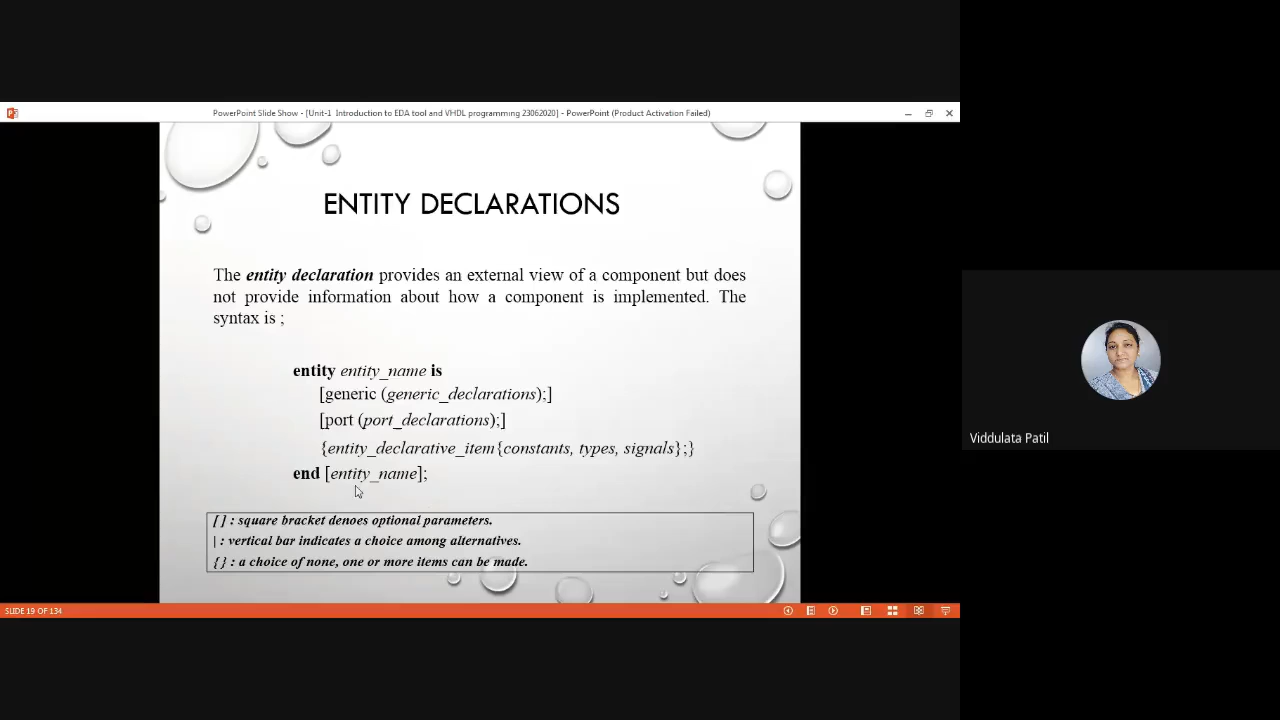 PowerPoint Slide Show - [Unit-1 Introduction to EDA tool and VHDL programming 23062020] - PowerPoint (Product Activation Failed)
ENTITY DECLARATIONS
The entity declaration provides an external view of a component but does
not provide information about how a component is implemented. The
syntax is ;
entity entity_name is
[generic (generic_declarations);]
[port (port_declarations);]
{entity_declarative_item{constants, types, signals};}
end [entity_name];
[ ] : square bracket denoes optional parameters.
| : vertical bar indicates a choice among alternatives.
{ } : a choice of none, one or more items can be made.
SLIDE 19 OF 134
Viddulata Patil